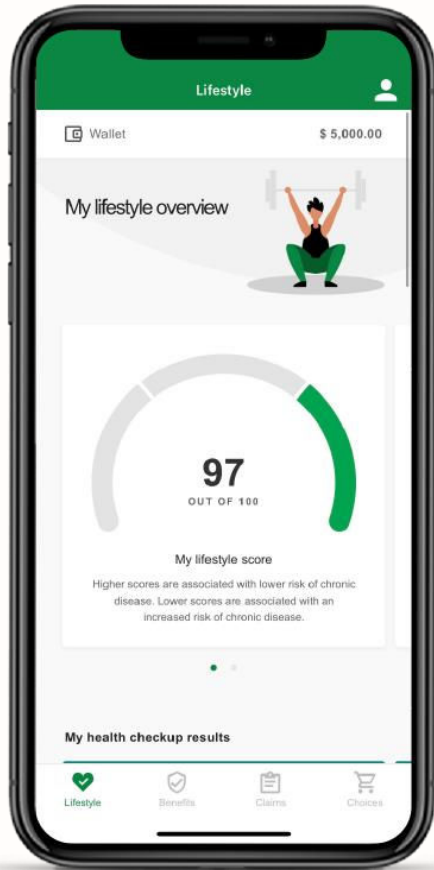 Lifestyle
Wallet
$ 5,000.00
My lifestyle overview
97
OUT OF 100
My lifestyle score
Higher scores are associated with lower risk of chronic
disease. Lower scores are associated with an
increased risk of chronic disease.
My health checkup results
Lifestyle
Benefits
Claims
Choices